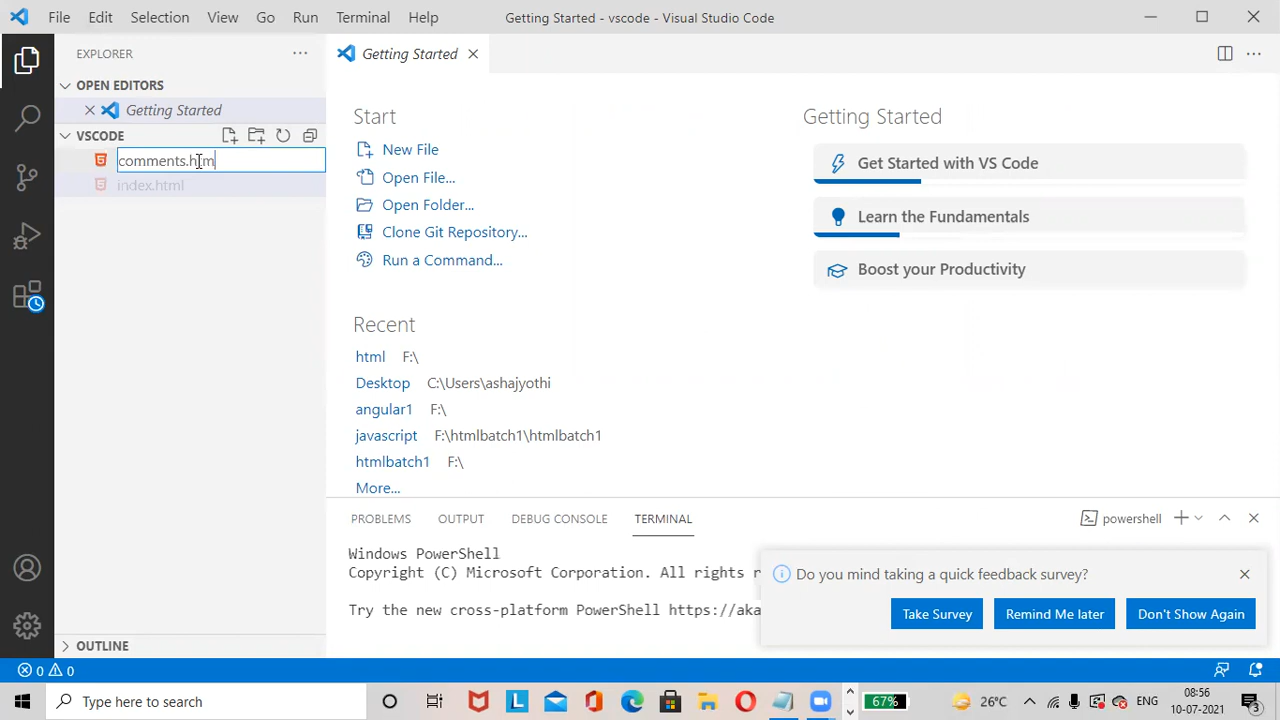 File Edit Selection View Go Run Terminal Help Getting Started - vscode - Visual Studio Code
EXPLORER
Getting Started
OPEN EDITORS
Getting Started
VSCODE
comments.htm
index.html
Start
New File
Open File...
Open Folder...
Clone Git Repository...
Run a Command...
Recent
html F:\
Desktop C:\Users\ashajyothi
angular1 F:\
javascript F:\htmlbatch1\htmlbatch1
htmlbatch1 F:\
More...
Getting Started
Get Started with VS Code
Learn the Fundamentals
Boost your Productivity
PROBLEMS OUTPUT DEBUG CONSOLE TERMINAL
powershell
Windows PowerShell
Copyright (C) Microsoft Corporation. All rights r
Try the new cross-platform PowerShell https://aka
Do you mind taking a quick feedback survey?
Take Survey Remind Me later Don't Show Again
OUTLINE
0 0
Type here to search
67%
26°C
ENG
08:56
10-07-2021
3